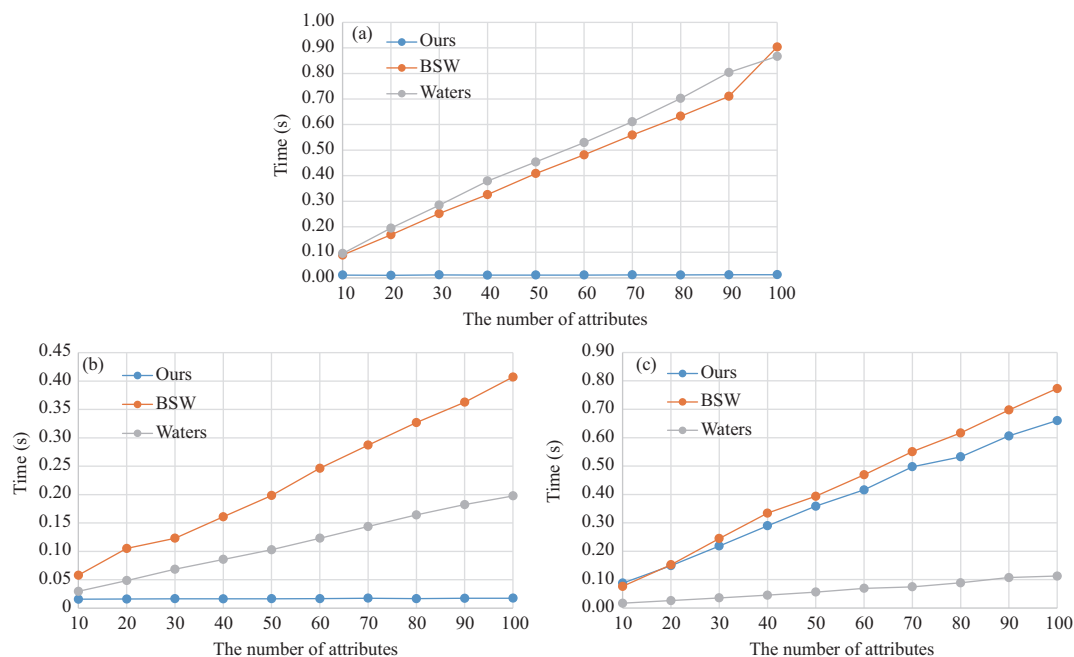 (a)
1.00
0.90
0.80
0.70
0.60
0.50
0.40
0.30
0.20
0.10
0.00
Time (s)
Ours
BSW
Waters
10 20 30 40 50 60 70 80 90 100
The number of attributes
(b)
0.45
0.40
0.35
0.30
0.25
0.20
0.15
0.10
0.05
0
Time (s)
Ours
BSW
Waters
10 20 30 40 50 60 70 80 90 100
The number of attributes
(c)
0.90
0.80
0.70
0.60
0.50
0.40
0.30
0.20
0.10
0.00
Time (s)
Ours
BSW
Waters
10 20 30 40 50 60 70 80 90 100
The number of attributes